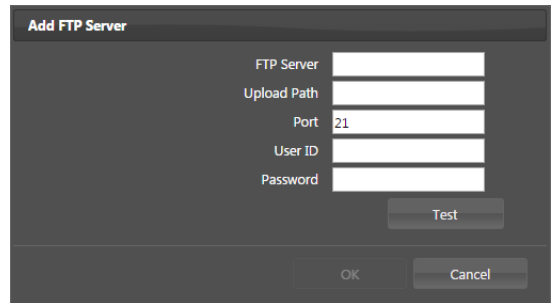 Add FTP Server
FTP Server
Upload Path
Port 21
User ID
Password
Test
OK Cancel